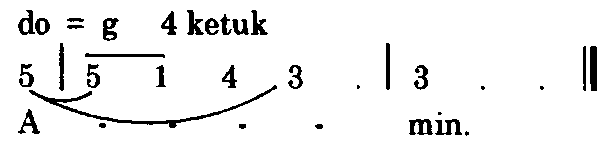 do = g 4 ketuk
5 | 5 1 4 3 . | 3 . . ||
A - - - - min.